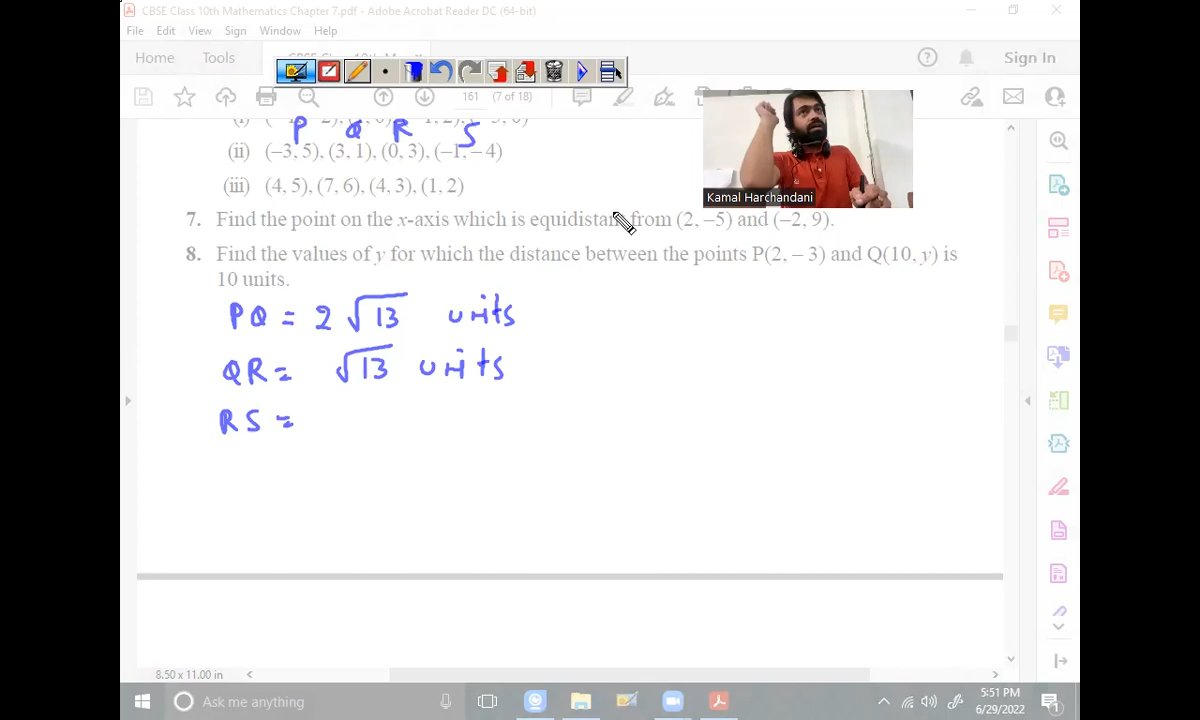 CBSE Class 10th Mathematics Chapter 7.pdf - Adobe Acrobat Reader DC (64-bit)
File Edit View Sign Window Help
Home Tools Sign In
161 (7 of 18)
P Q R S
(ii) (–3, 5), (3, 1), (0, 3), (–1, – 4)
(iii) (4, 5), (7, 6), (4, 3), (1, 2)
Kamal Harchandani
7. Find the point on the x-axis which is equidistant from (2, –5) and (–2, 9).
8. Find the values of y for which the distance between the points P(2, – 3) and Q(10, y) is
10 units.
PQ = 2 √13 units
QR = √13 units
RS =
8.50 x 11.00 in
Ask me anything
5:51 PM
6/29/2022
1